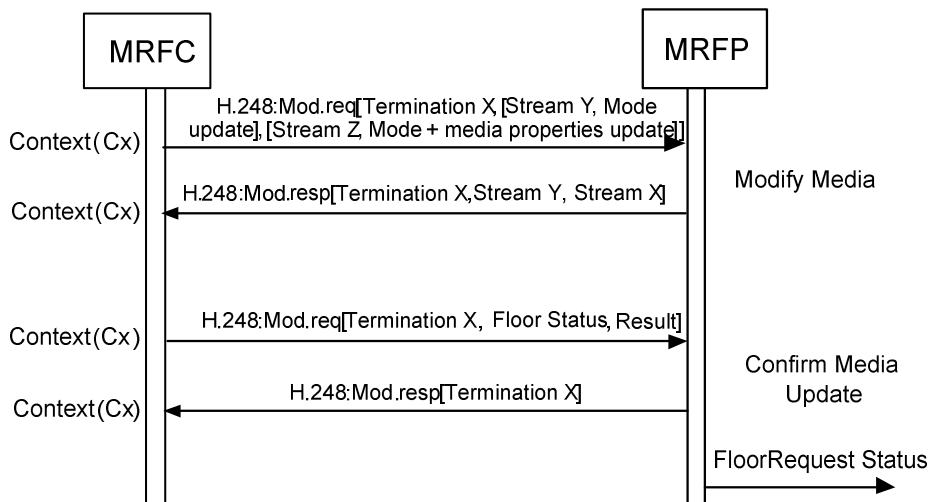 MRFC
MRFP
H.248:Mod.req[Termination X, [Stream Y, Mode
update], [Stream Z, Mode + media properties update]]
Context(Cx)
Modify Media
H.248:Mod.resp[Termination X,Stream Y, Stream X]
Context(Cx)
H.248:Mod.req[Termination X, Floor Status, Result]
Context(Cx)
Confirm Media
Update
H.248:Mod.resp[Termination X]
Context(Cx)
FloorRequest Status